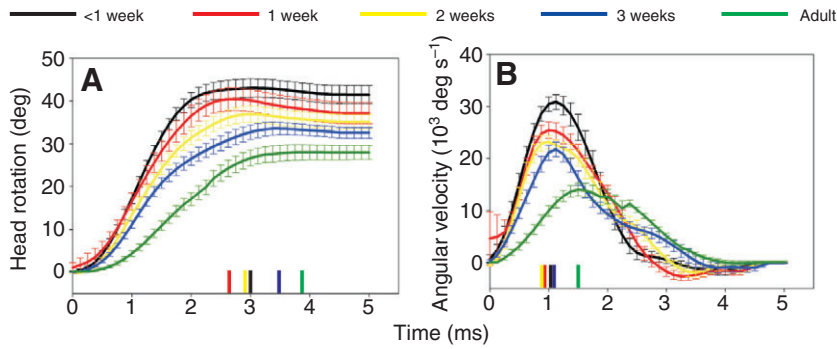 <1 week 1 week 2 weeks 3 weeks Adult
A
Head rotation (deg)
50
40
30
20
10
0
0 1 2 3 4 5
B
Angular velocity (10³ deg s⁻¹)
40
30
20
10
0
0 1 2 3 4 5
Time (ms)